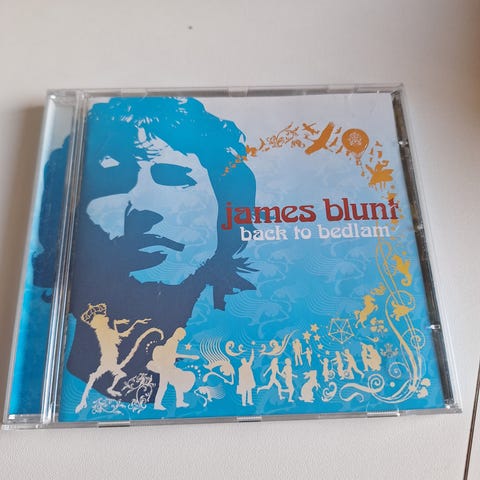 james blunt
back to bedlam